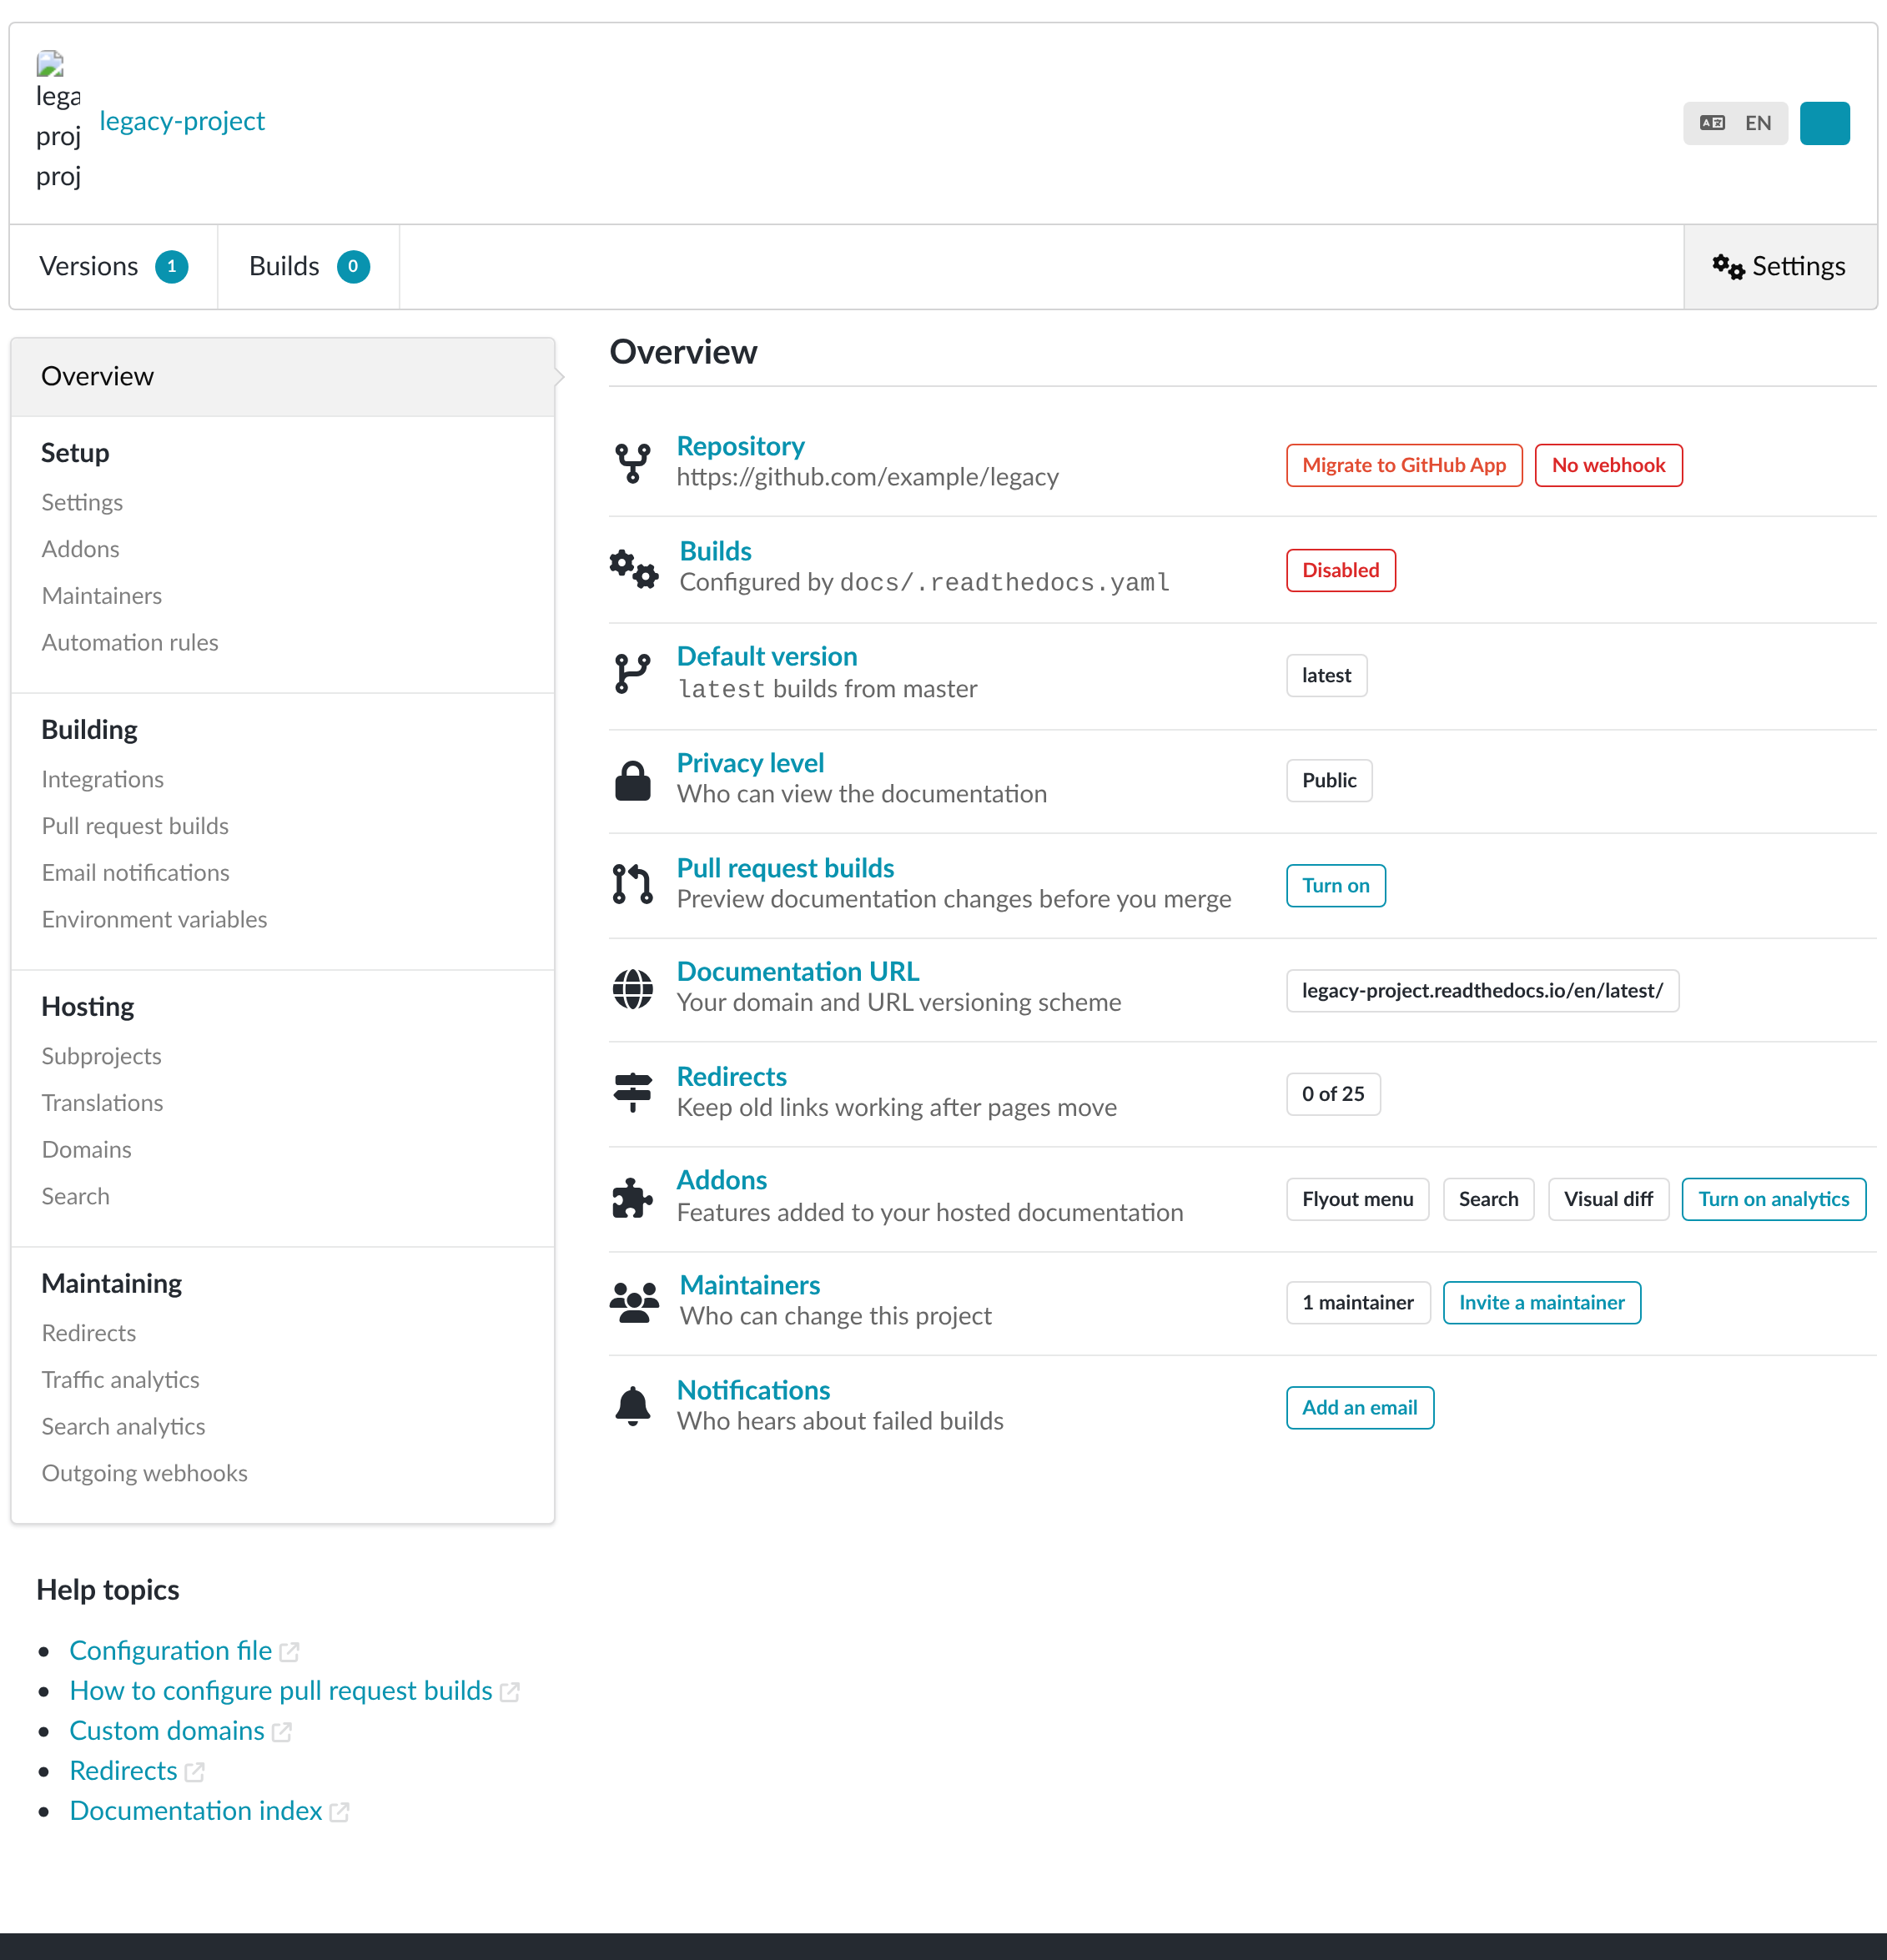 lega
proj
proj
legacy-project
EN
Versions 1
Builds 0
Settings
Overview
Setup
Settings
Addons
Maintainers
Automation rules
Building
Integrations
Pull request builds
Email notifications
Environment variables
Hosting
Subprojects
Translations
Domains
Search
Maintaining
Redirects
Traffic analytics
Search analytics
Outgoing webhooks
Help topics
Configuration file
How to configure pull request builds
Custom domains
Redirects
Documentation index
Overview
Repository
https://github.com/example/legacy
Migrate to GitHub App
No webhook
Builds
Configured by docs/.readthedocs.yaml
Disabled
Default version
latest builds from master
latest
Privacy level
Who can view the documentation
Public
Pull request builds
Preview documentation changes before you merge
Turn on
Documentation URL
Your domain and URL versioning scheme
legacy-project.readthedocs.io/en/latest/
Redirects
Keep old links working after pages move
0 of 25
Addons
Features added to your hosted documentation
Flyout menu
Search
Visual diff
Turn on analytics
Maintainers
Who can change this project
1 maintainer
Invite a maintainer
Notifications
Who hears about failed builds
Add an email